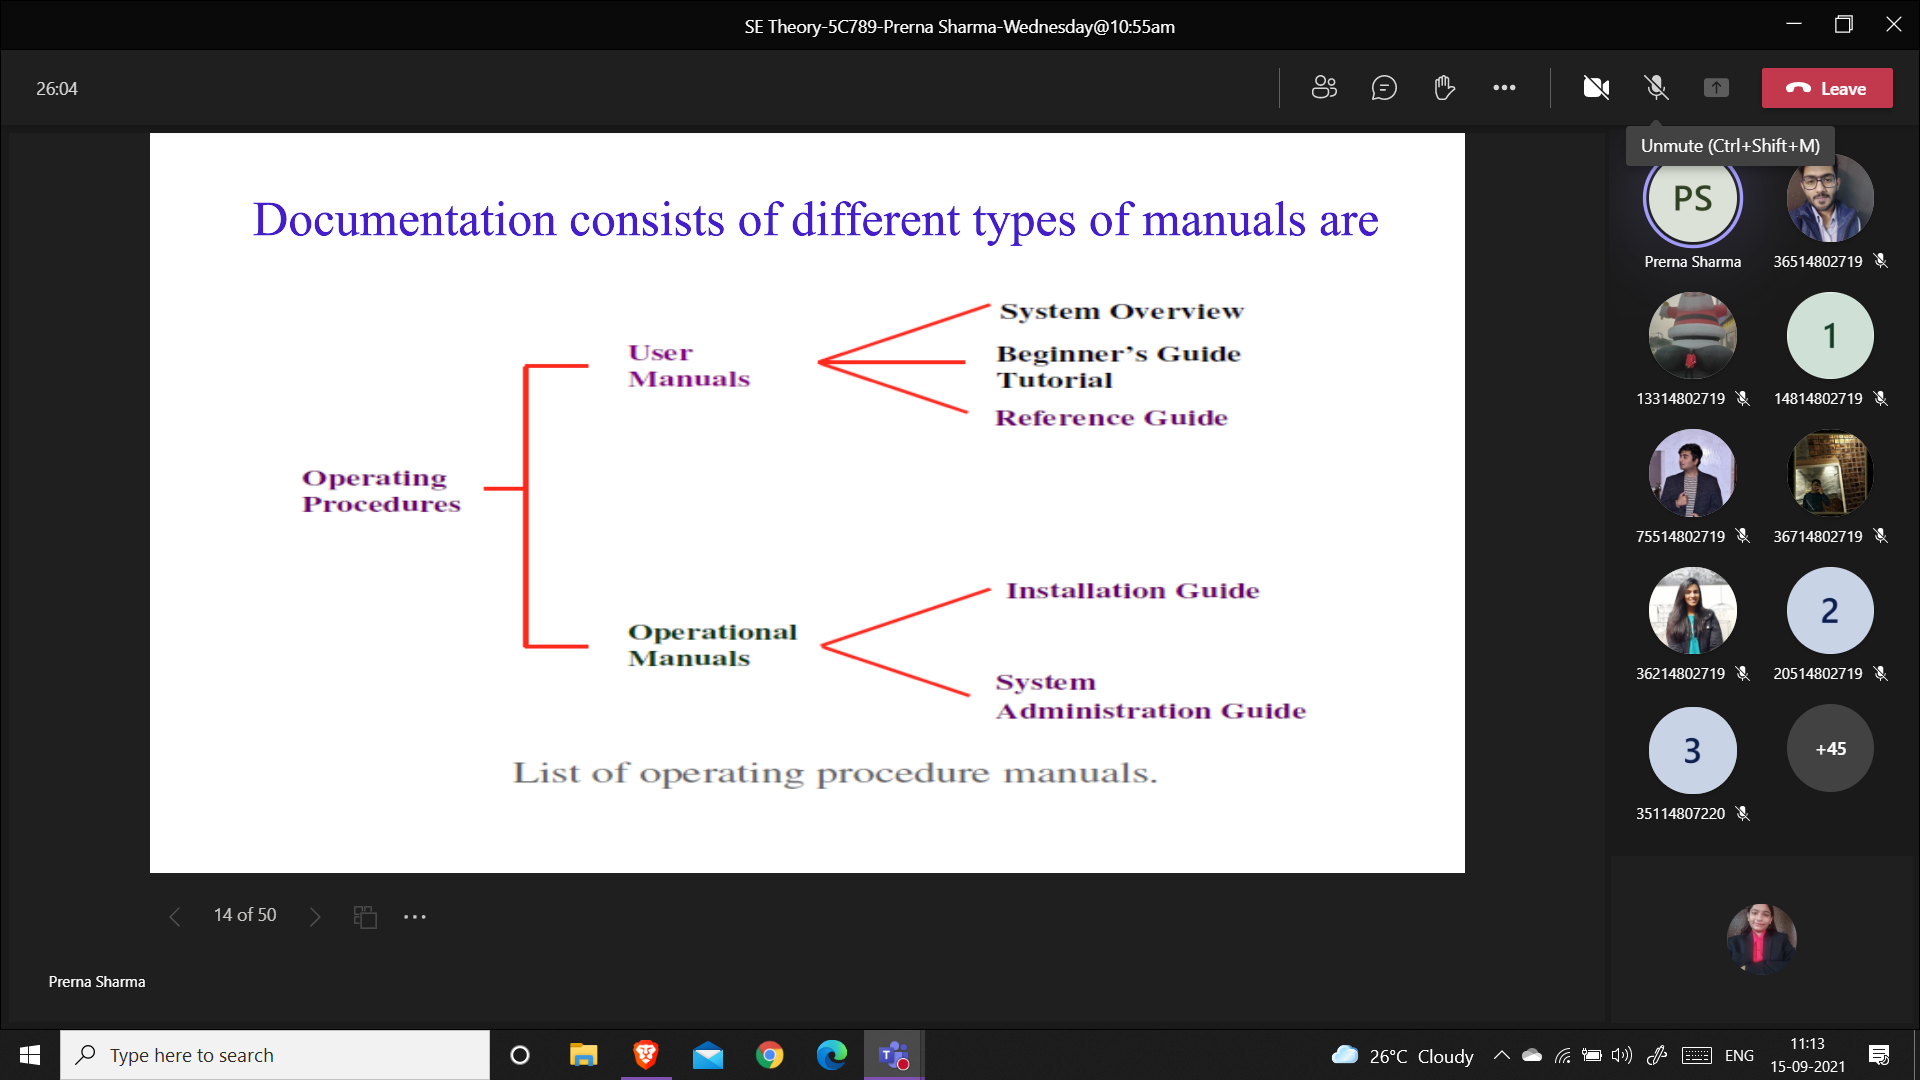 SE Theory-5C789-Prerna Sharma-Wednesday@10:55am
26:04
Leave
Unmute (Ctrl+Shift+M)
Documentation consists of different types of manuals are
System Overview
User
Manuals
Beginner’s Guide
Tutorial
Reference Guide
Operating
Procedures
Installation Guide
Operational
Manuals
System
Administration Guide
List of operating procedure manuals.
PS
Prerna Sharma
36514802719
1
13314802719
14814802719
75514802719
36714802719
2
36214802719
20514802719
3
+45
35114807220
14 of 50
Prerna Sharma
Type here to search
26°C Cloudy
ENG
11:13
15-09-2021